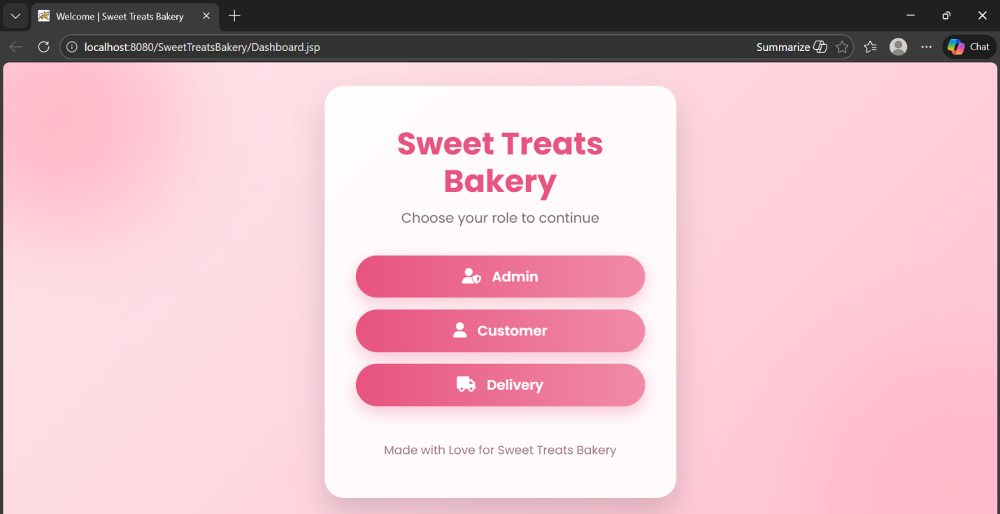 Welcome | Sweet Treats Bakery
localhost:8080/SweetTreatsBakery/Dashboard.jsp
Summarize
Chat
Sweet Treats
Bakery
Choose your role to continue
Admin
Customer
Delivery
Made with Love for Sweet Treats Bakery